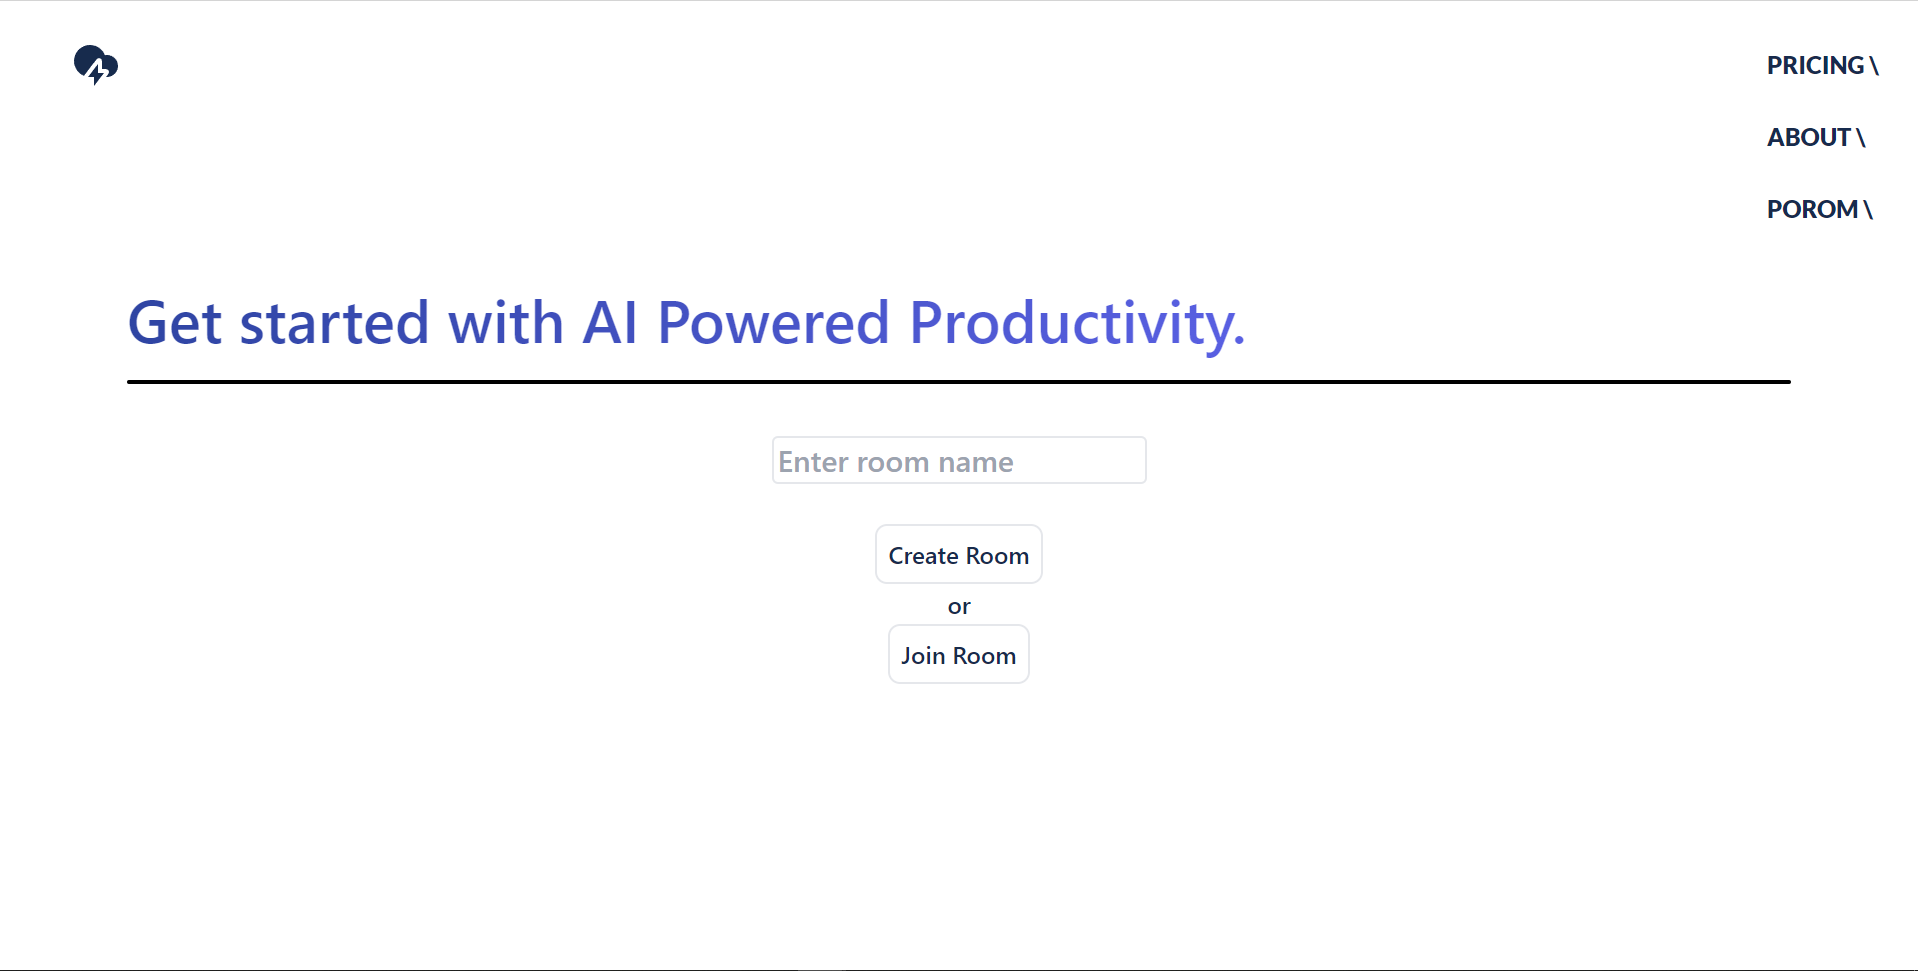 PRICING \
ABOUT \
POROM \
Get started with AI Powered Productivity.
Enter room name
Create Room
or
Join Room